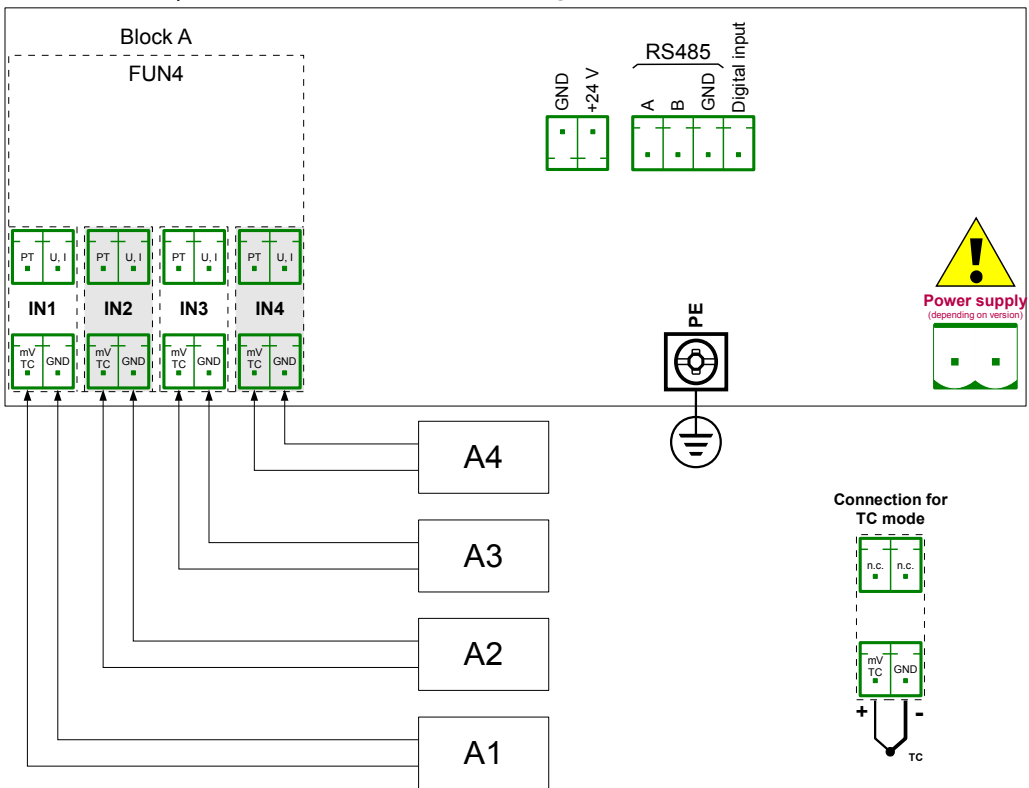 Block A
FUN4
GND
+24 V
RS485
A
B
GND
Digital input
PT
U, I
PT
U, I
PT
U, I
PT
U, I
IN1
IN2
IN3
IN4
mV
TC
GND
mV
TC
GND
mV
TC
GND
mV
TC
GND
PE
Power supply
(depending on version)
A4
A3
A2
A1
Connection for
TC mode
n.c.
n.c.
mV
TC
GND
+
-
TC